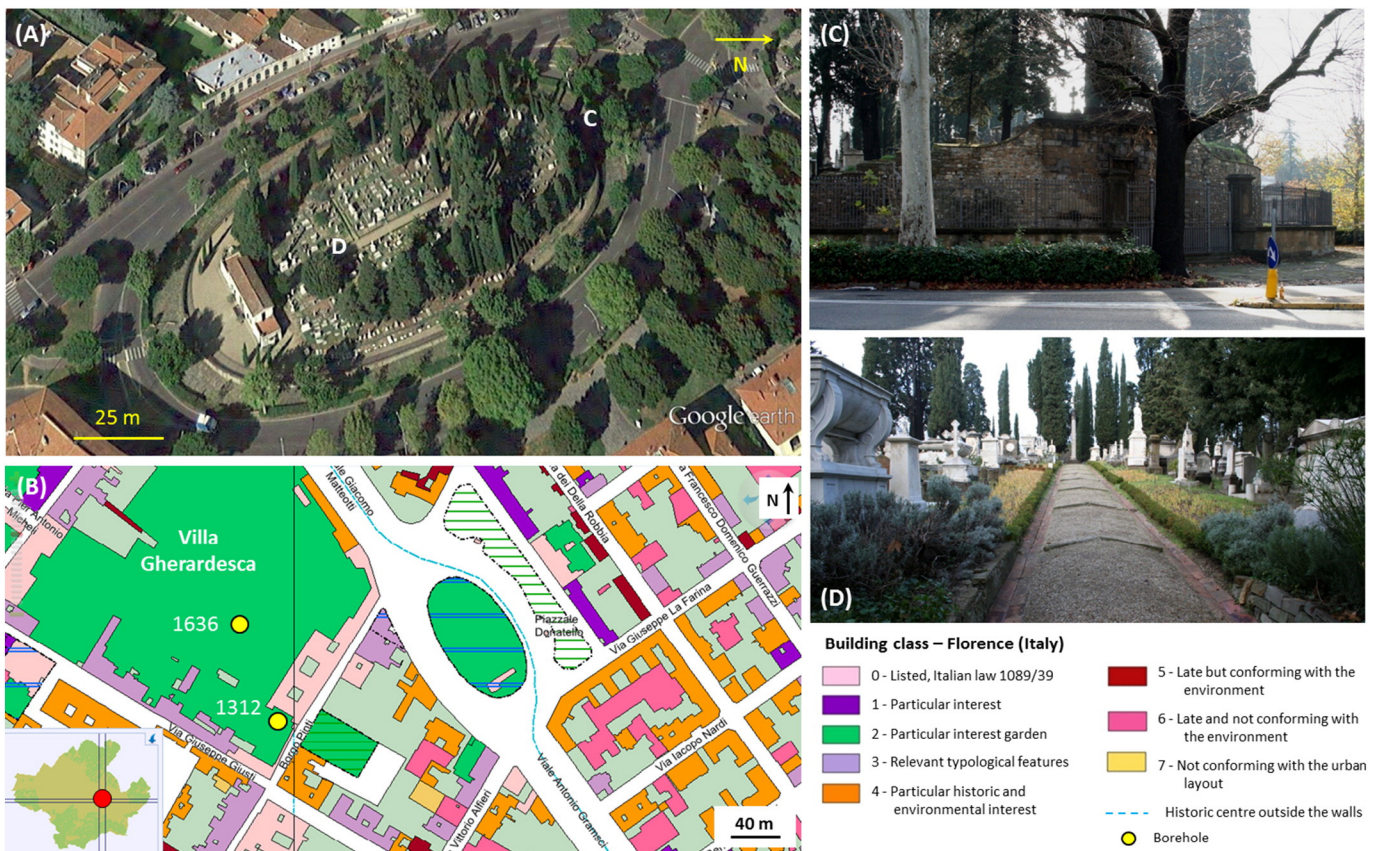 (A)
N
C
D
25 m
Google earth
(B)
Villa
Gherardesca
1636
1312
Via Giuseppe Giusti
Borgo Pinti
Matteotti
Piazzale
Donatello
Via Giuseppe La Farina
Via Jacopo Nardi
Viale Antonio Gramsci
Vittorio Alfieri
Francesco Domenico Guerrazzi
della Robbia
N
40 m
(C)
(D)
Building class – Florence (Italy)
0 - Listed, Italian law 1089/39
1 - Particular interest
2 - Particular interest garden
3 - Relevant typological features
4 - Particular historic and
environmental interest
5 - Late but conforming with the
environment
6 - Late and not conforming with
the environment
7 - Not conforming with the urban
layout
Historic centre outside the walls
Borehole